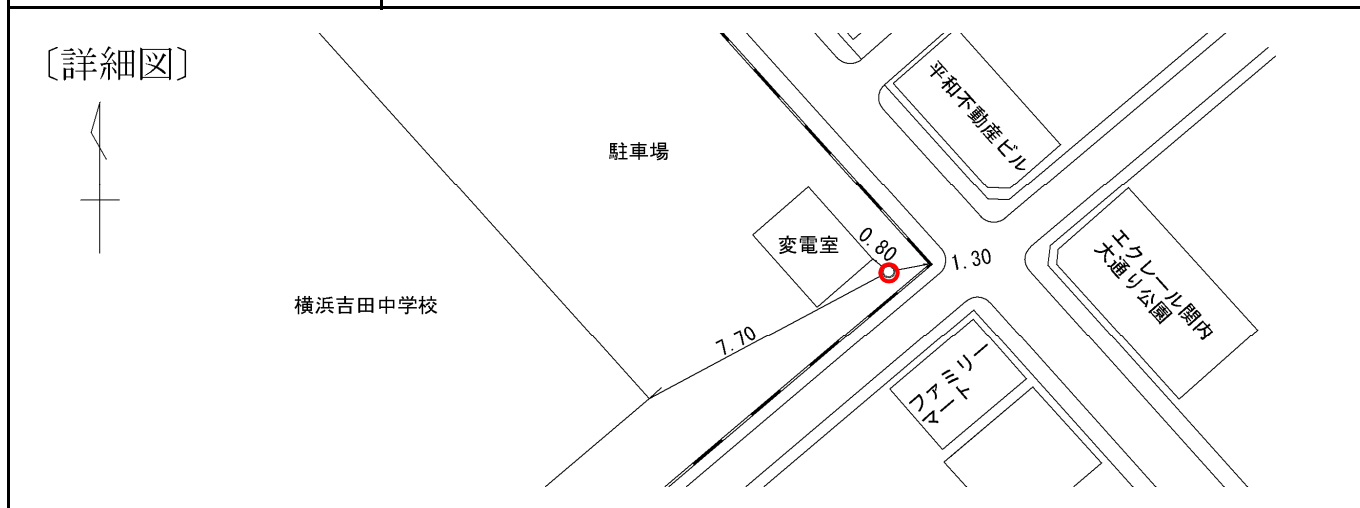 〔詳細図〕
平和不動産ビル
駐車場
変電室
0.80
1.30
エクレール関内
大通り公園
横浜吉田中学校
7.70
ファミリー
マート